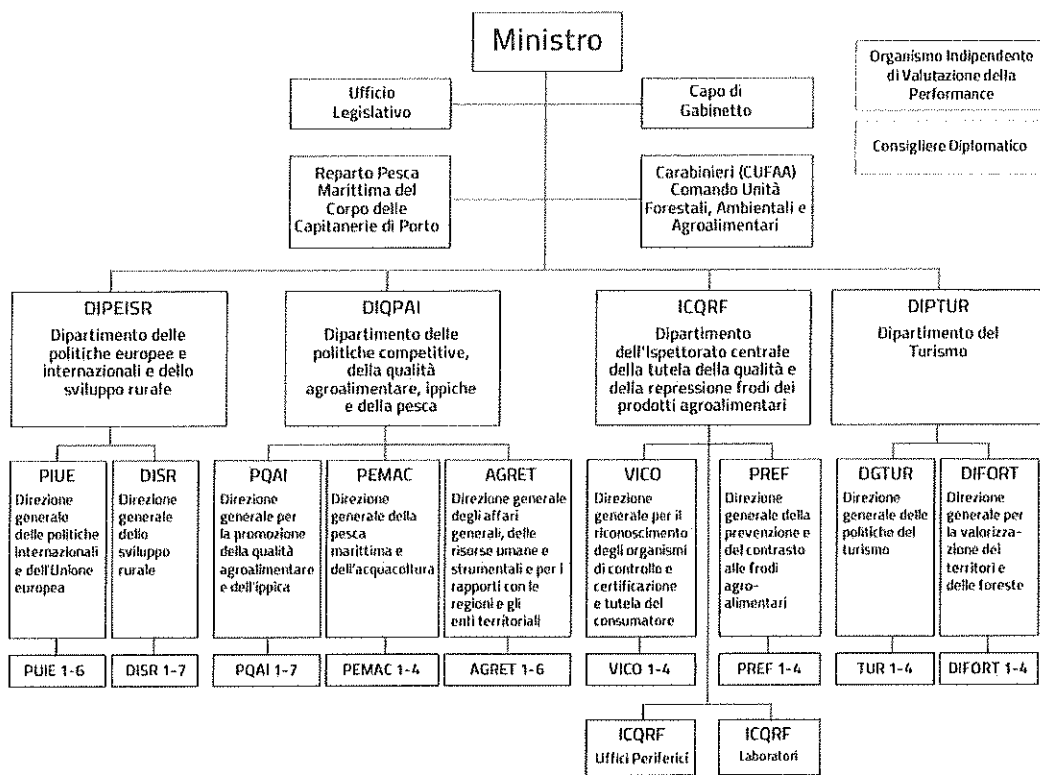 Ministro
Organismo Indipendente
di Valutazione della
Performance
Ufficio
Legislativo
Capo di
Gabinetto
Consigliere Diplomatico
Reparto Pesca
Marittima del
Corpo delle
Capitanerie di Porto
Carabinieri (CUFAA)
Comando Unità
Forestali, Ambientali e
Agroalimentari
DIPEISR
Dipartimento delle
politiche europee e
internazionali e dello
sviluppo rurale
DIQPAI
Dipartimento delle
politiche competitive,
della qualità
agroalimentare, ippiche
e della pesca
ICQRF
Dipartimento
dell'Ispettorato centrale
della tutela della qualità e
della repressione frodi dei
prodotti agroalimentari
DIPTUR
Dipartimento del
Turismo
PIUE
Direzione
generale
delle politiche
internazionali
e dell'Unione
europea
DISR
Direzione
generale
dello
sviluppo
rurale
PQAI
Direzione
generale per
la promozione
della qualità
agroalimentare
e dell'ippica
PEMAC
Direzione
generale della
pesca
marittima e
dell'acquacoltura
AGRET
Direzione generale
degli affari
generali, delle
risorse umane e
strumentali e per i
rapporti con le
regioni e gli
enti territoriali
VICO
Direzione
generale per il
riconoscimento
degli organismi
di controllo e
certificazione
e tutela del
consumatore
PREF
Direzione
generale della
prevenzione e
del contrasto
alle frodi
agro-
alimentari
DGTUR
Direzione
generale delle
politiche del
turismo
DIFORT
Direzione
generale per
la valorizza-
zione dei
territori e
delle foreste
PUIE 1-6
DISR 1-7
PQAI 1-7
PEMAC 1-4
AGRET 1-6
VICO 1-4
PREF 1-4
TUR 1-4
DIFORT 1-4
ICQRF
Uffici Periferici
ICQRF
Laboratori